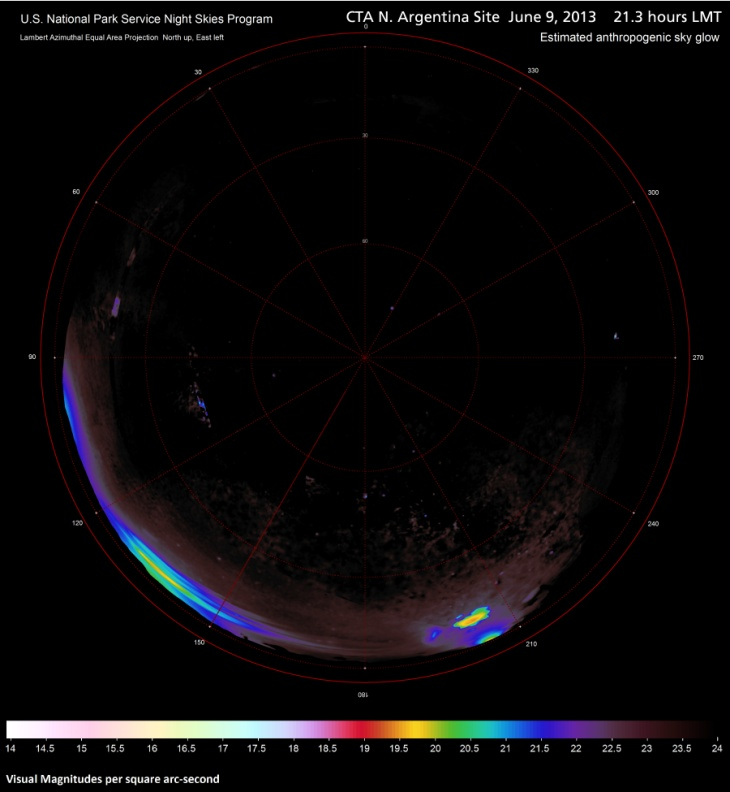 U.S. National Park Service Night Skies Program
CTA N. Argentina Site June 9, 2013 21.3 hours LMT
Lambert Azimuthal Equal Area Projection North up, East left
Estimated anthropogenic sky glow
0
30
330
30
60
300
60
90
270
120
240
150
210
180
14 14.5 15 15.5 16 16.5 17 17.5 18 18.5 19 19.5 20 20.5 21 21.5 22 22.5 23 23.5 24
Visual Magnitudes per square arc-second